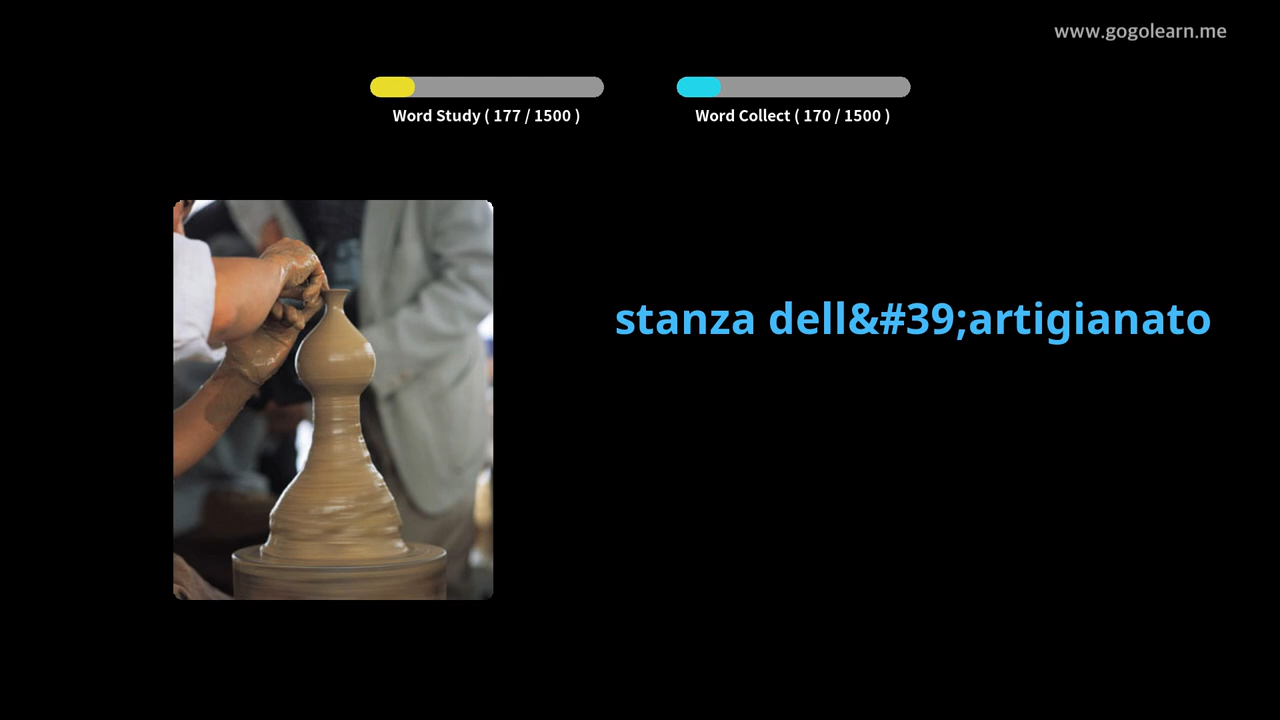 www.gogolearn.me
Word Study ( 177 / 1500 )
Word Collect ( 170 / 1500 )
stanza dell&#39;artigianato